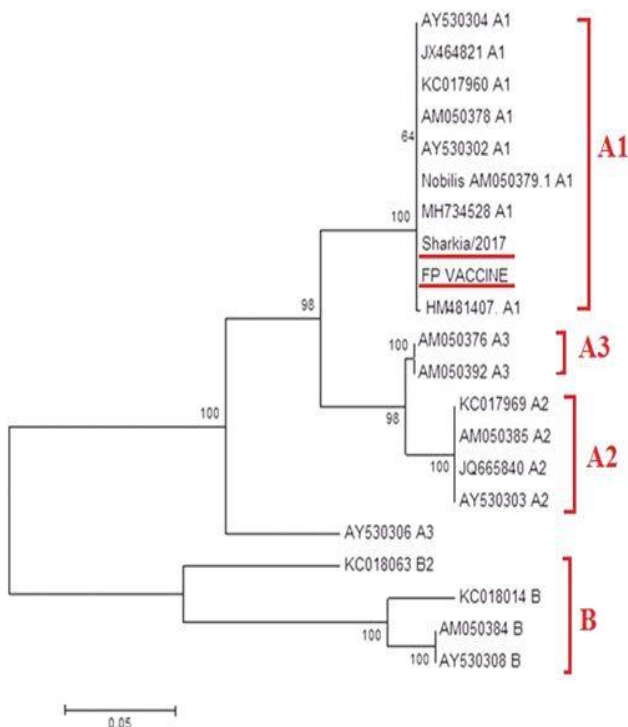 AY530304 A1
JX464821 A1
KC017960 A1
AM050378 A1
64
AY530302 A1
A1
Nobilis AM050379.1 A1
MH734528 A1
100
Sharkia/2017
FP VACCINE
98
HM481407. A1
AM050376 A3
100
A3
AM050392 A3
KC017969 A2
98
100
AM050385 A2
A2
JQ665840 A2
100
AY530303 A2
AY530306 A3
KC018063 B2
KC018014 B
B
AM050384 B
100
AY530308 B
100
0.05